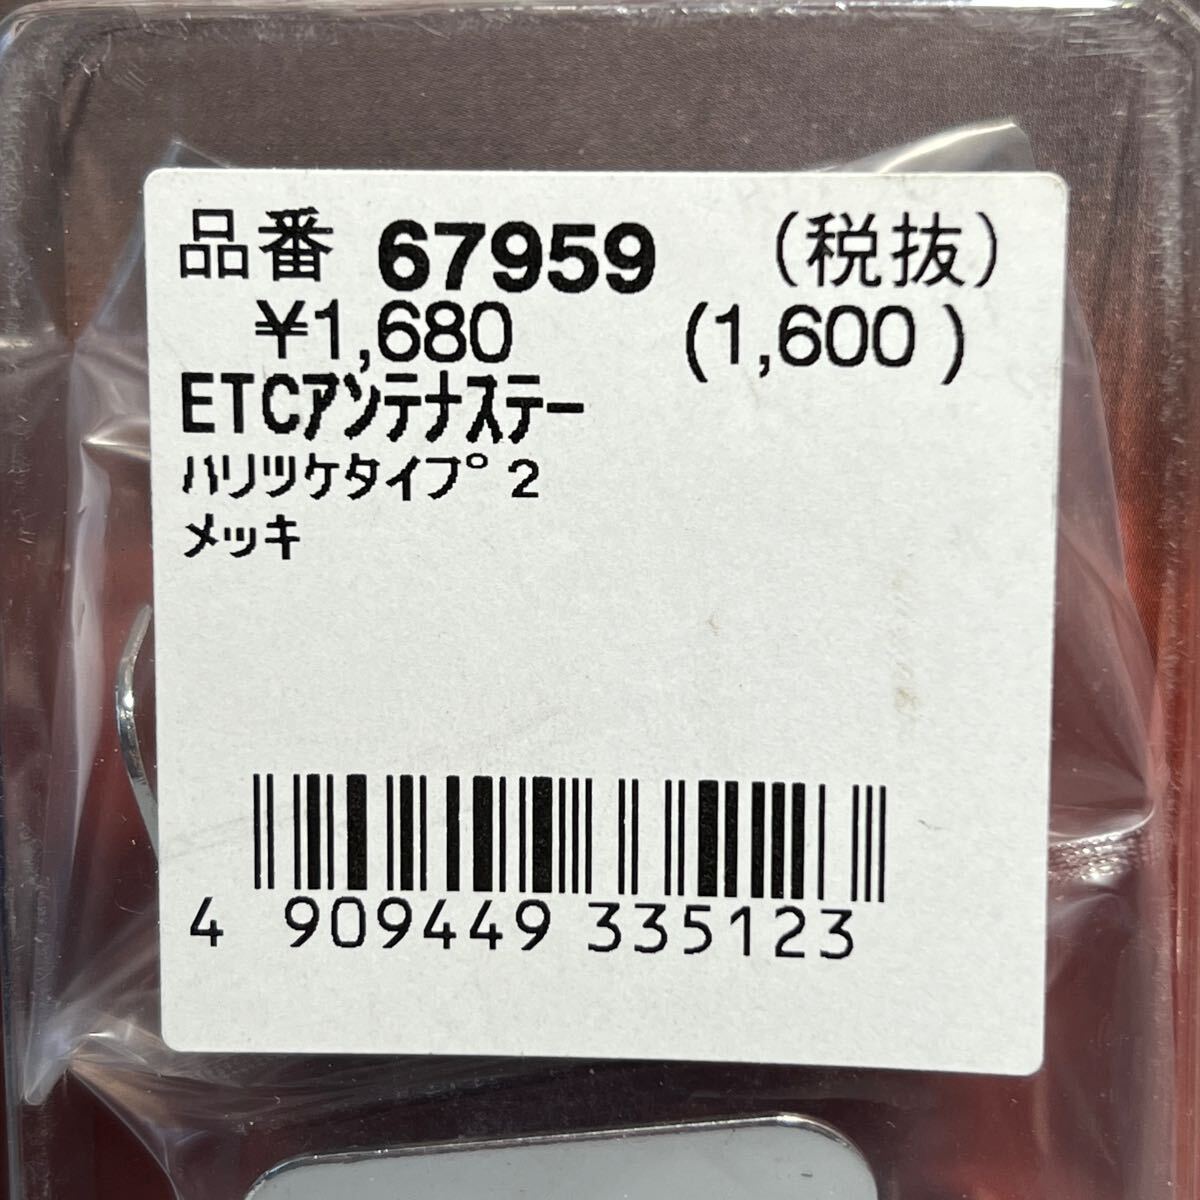 品番 67959 (税抜)
¥1,680 (1,600 )
ETCアンテナステー
ハリツケタイプ 2
メッキ
4 909449 335123